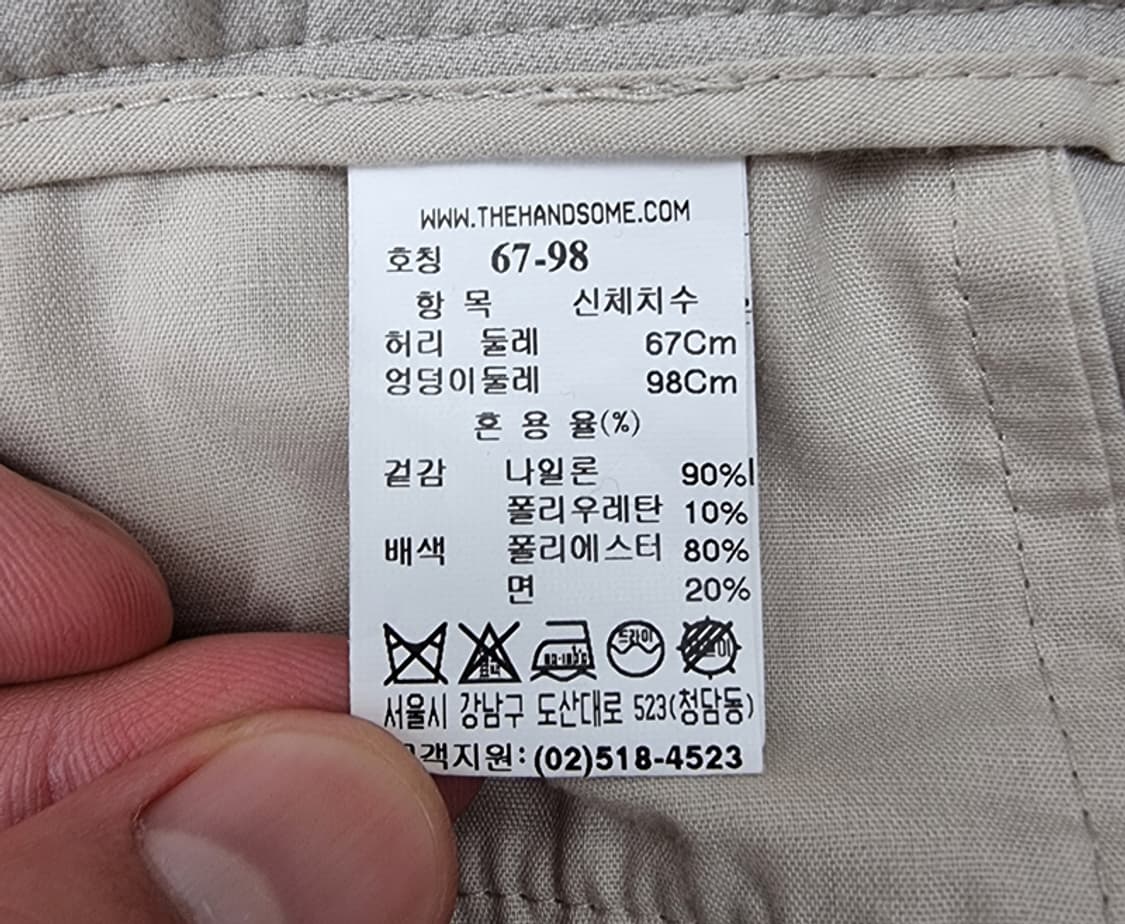 WWW.THEHANDSOME.COM
호칭 67-98
항 목 신체치수
허리 둘레 67Cm
엉덩이둘레 98Cm
혼 용 율(%)
겉감 나일론 90%
폴리우레탄 10%
배색 폴리에스터 80%
면 20%
드라이
서울시 강남구 도산대로 523(청담동)
고객지원: (02)518-4523